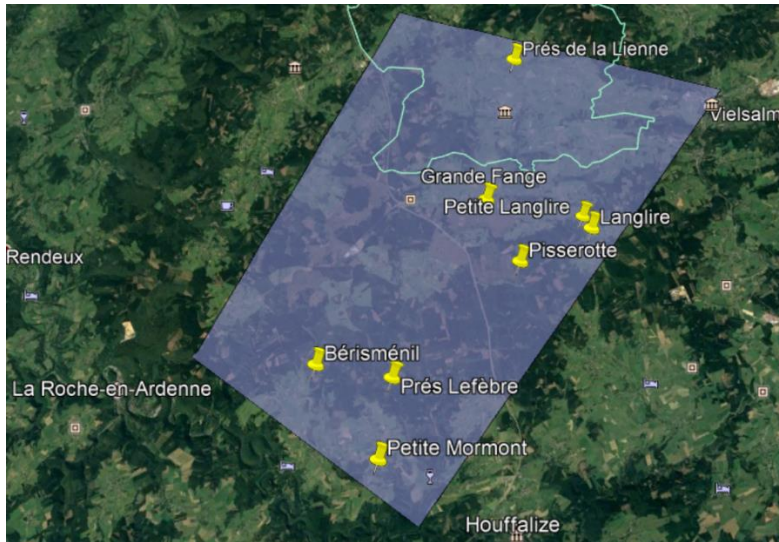 Prés de la Lienne
Vielsalm
Grande Fange
Petite Langlire
Langlire
Pisserotte
Rendeux
Bérisménil
Prés Lefèbre
La Roche-en-Ardenne
Petite Mormont
Houffalize